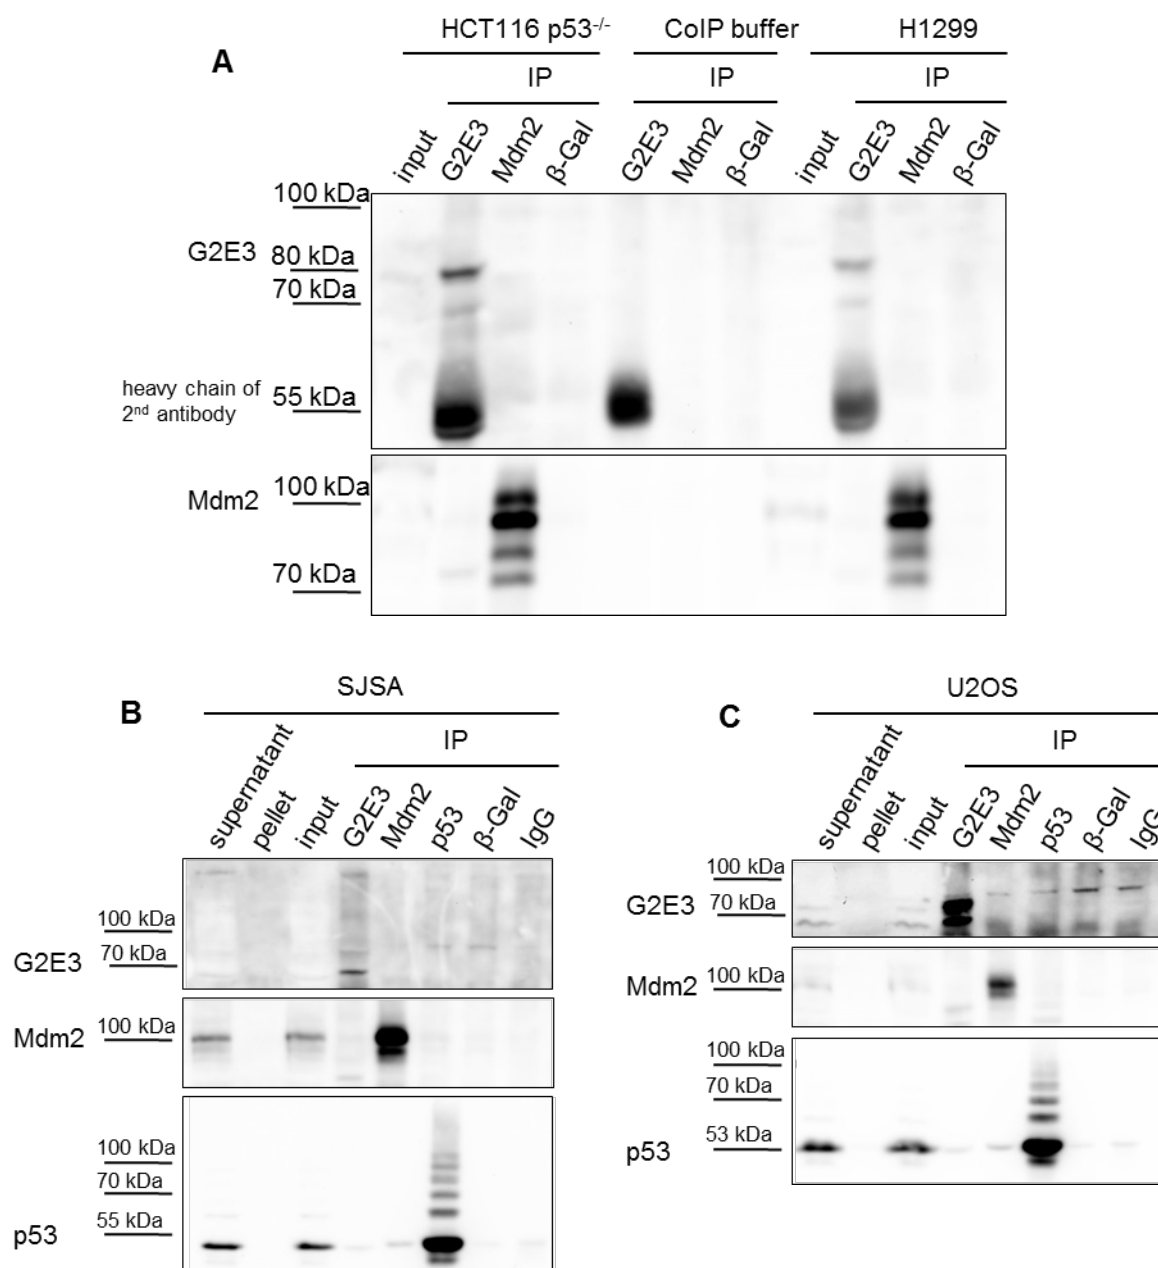 A
HCT116 p53-/-
CoIP buffer
H1299
IP
IP
IP
input
G2E3
Mdm2
β-Gal
G2E3
Mdm2
β-Gal
input
G2E3
Mdm2
β-Gal
100 kDa
G2E3
80 kDa
70 kDa
heavy chain of
2nd antibody
55 kDa
Mdm2
100 kDa
70 kDa
B
SJSA
IP
supernatant
pellet
input
G2E3
Mdm2
p53
β-Gal
IgG
100 kDa
70 kDa
G2E3
Mdm2
100 kDa
100 kDa
70 kDa
55 kDa
p53
C
U2OS
IP
supernatant
pellet
input
G2E3
Mdm2
p53
β-Gal
IgG
100 kDa
G2E3
70 kDa
Mdm2
100 kDa
100 kDa
70 kDa
53 kDa
p53